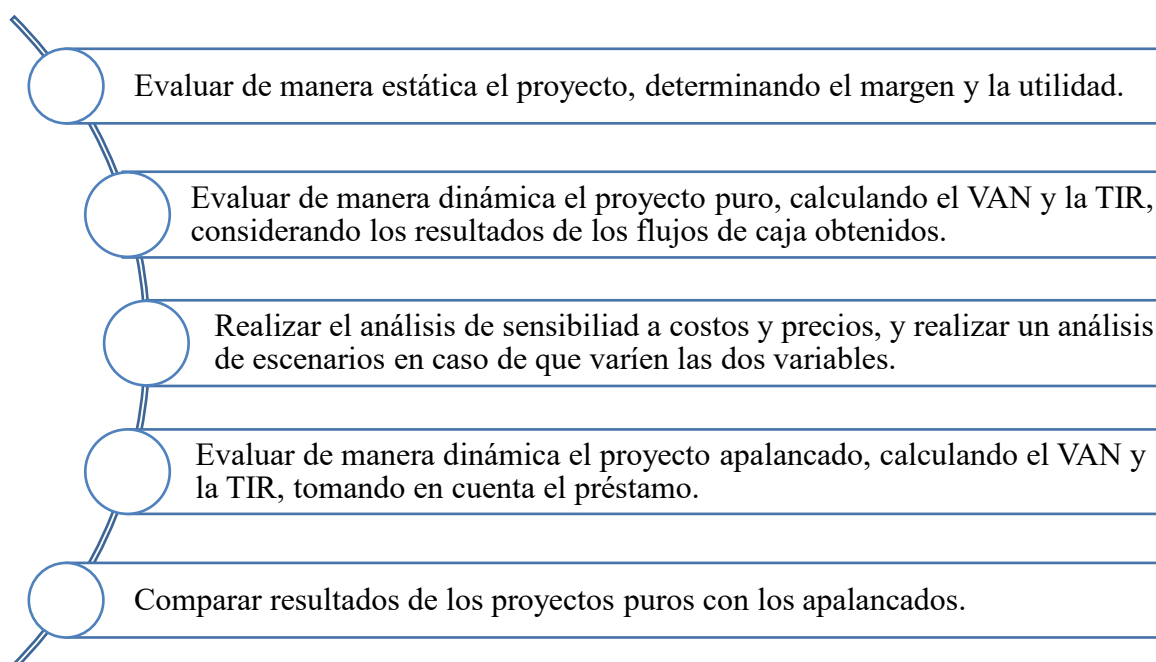 Evaluar de manera estática el proyecto, determinando el margen y la utilidad.
Evaluar de manera dinámica el proyecto puro, calculando el VAN y la TIR,
considerando los resultados de los flujos de caja obtenidos.
Realizar el análisis de sensibiliad a costos y precios, y realizar un análisis
de escenarios en caso de que varíen las dos variables.
Evaluar de manera dinámica el proyecto apalancado, calculando el VAN y
la TIR, tomando en cuenta el préstamo.
Comparar resultados de los proyectos puros con los apalancados.